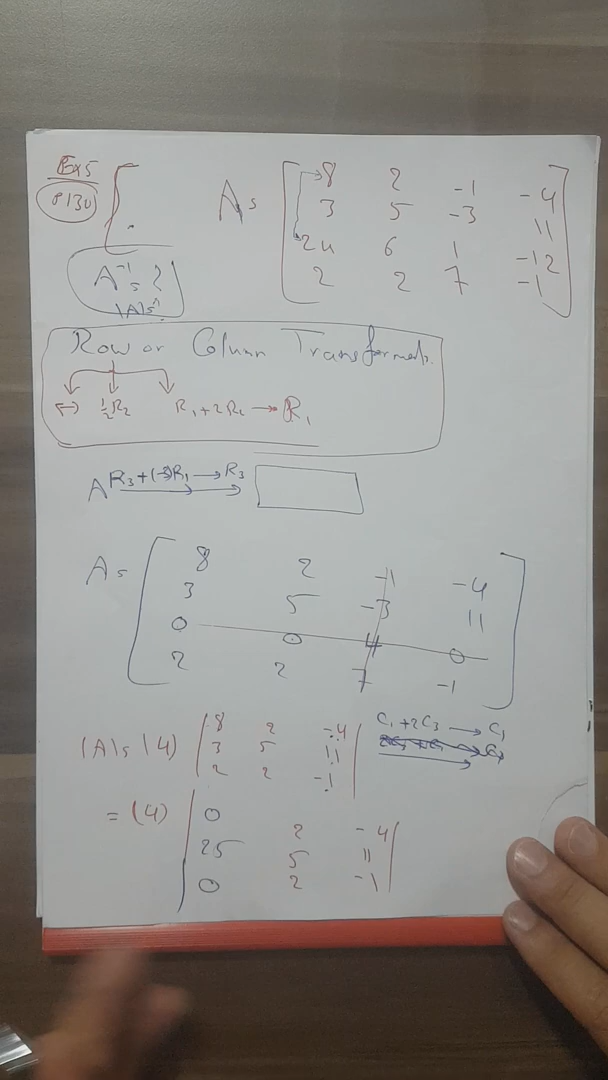 Ex5
P130
A = [ 8 2 -1 -4
3 5 -3 11
24 6 1 -12
2 2 7 -1 ]
A⁻¹ = ?
|A| = ?
Row or Column Transforms.
↔ ½R₂ R₁ + 2R₂ → R₁
A R₃ + (-3)R₁ → R₃
A = [ 8 2 -1 -4
3 5 -3 11
0 0 4 0
2 2 7 -1 ]
|A| = (4) | 8 2 -4 | C₁ + 2C₃ → C₁
| 3 5 11 |
| 2 2 -1 |
= (4) | 0 2 -4 |
| 25 5 11 |
| 0 2 -1 |